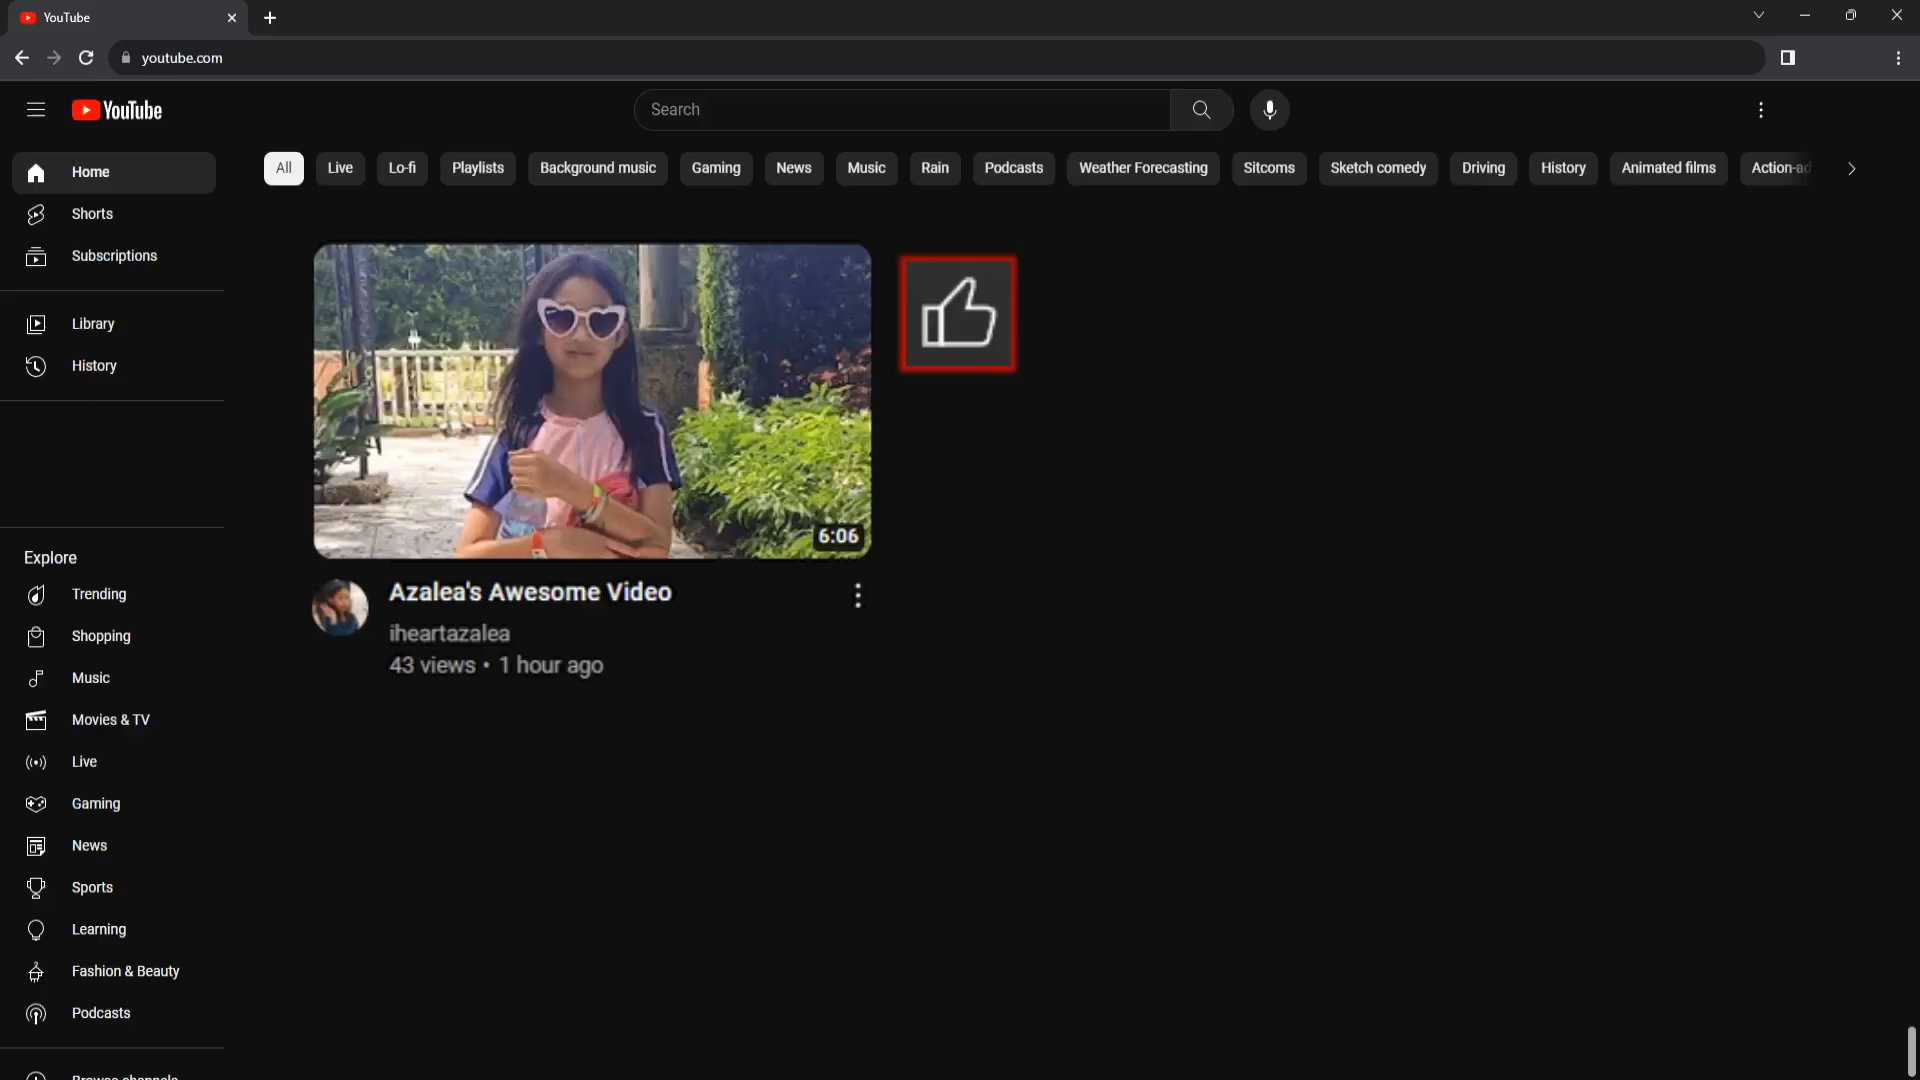 YouTube
youtube.com
YouTube
Search
Home
Shorts
Subscriptions
Library
History
Explore
Trending
Shopping
Music
Movies & TV
Live
Gaming
News
Sports
Learning
Fashion & Beauty
Podcasts
All Live Lo-fi Playlists Background music Gaming News Music Rain Podcasts Weather Forecasting Sitcoms Sketch comedy Driving History Animated films Action-ad
6:06
Azalea's Awesome Video
iheartazalea
43 views • 1 hour ago